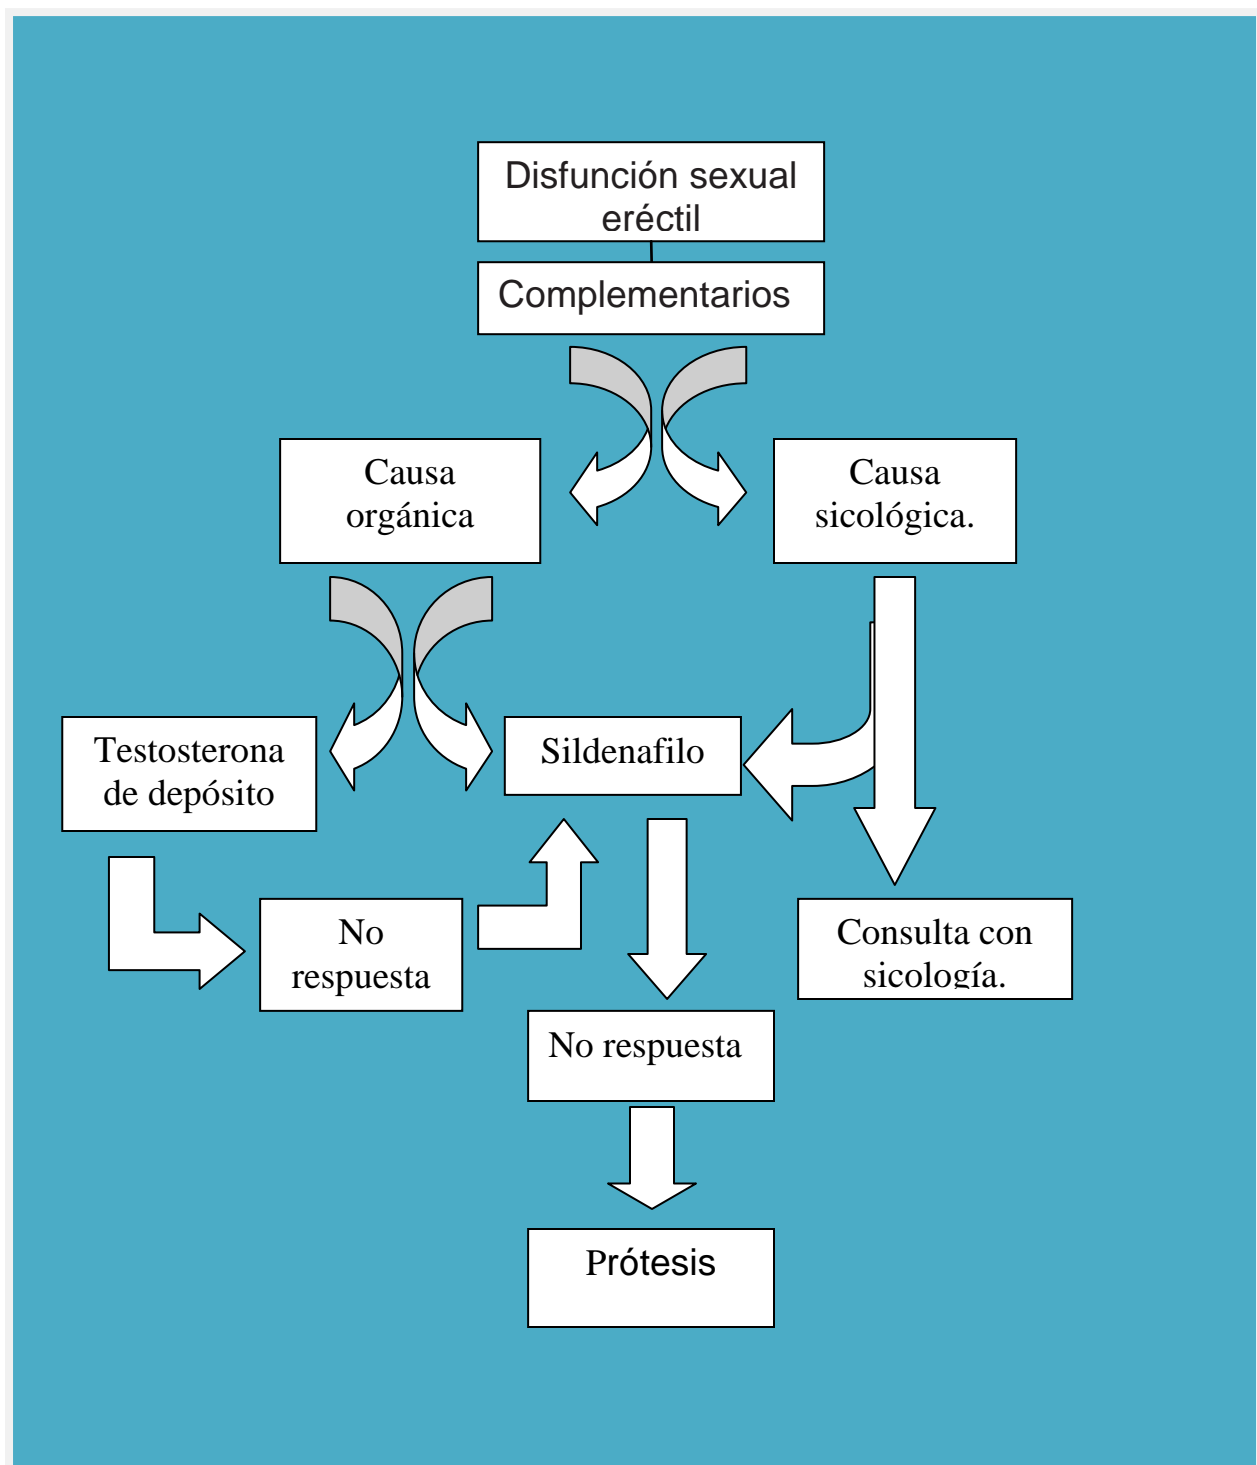 Disfunción sexual
eréctil
Complementarios
Causa
orgánica
Causa
sicológica.
Testosterona
de depósito
Sildenafilo
No
respuesta
Consulta con
sicología.
No respuesta
Prótesis